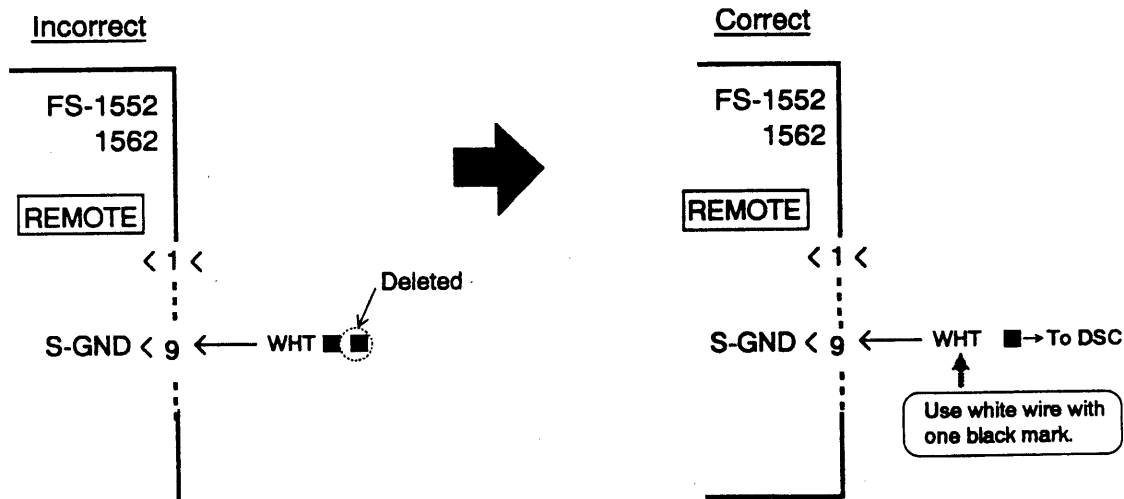 Incorrect
FS-1552
1562
REMOTE
< 1 <
Deleted
S-GND < 9 ← WHT ■ ■
Correct
FS-1552
1562
REMOTE
< 1 <
S-GND < 9 ← WHT ■→To DSC
Use white wire with
one black mark.